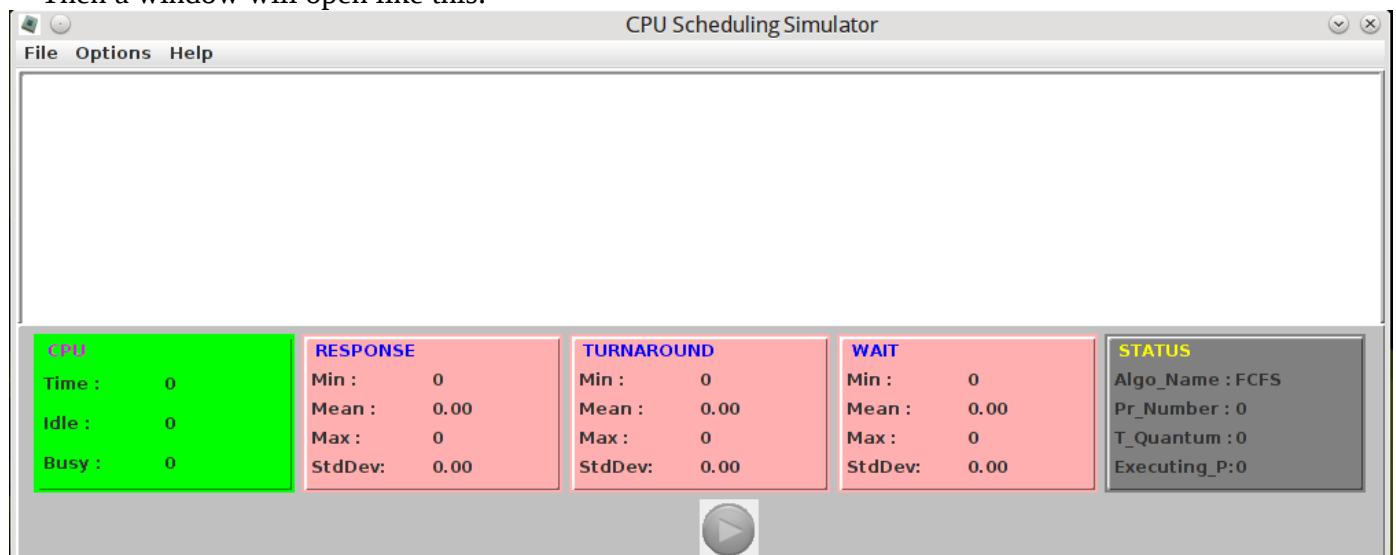 Then a window will open like this:
CPU Scheduling Simulator
File Options Help
CPU
Time : 0
Idle : 0
Busy : 0
RESPONSE
Min : 0
Mean : 0.00
Max : 0
StdDev: 0.00
TURNAROUND
Min : 0
Mean : 0.00
Max : 0
StdDev: 0.00
WAIT
Min : 0
Mean : 0.00
Max : 0
StdDev: 0.00
STATUS
Algo_Name : FCFS
Pr_Number : 0
T_Quantum : 0
Executing_P:0